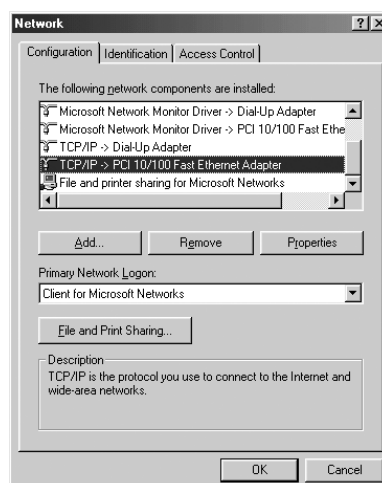 Network
Configuration Identification Access Control
The following network components are installed:
Microsoft Network Monitor Driver -> Dial-Up Adapter
Microsoft Network Monitor Driver -> PCI 10/100 Fast Ethe
TCP/IP -> Dial-Up Adapter
TCP/IP -> PCI 10/100 Fast Ethernet Adapter
File and printer sharing for Microsoft Networks
Add... Remove Properties
Primary Network Logon:
Client for Microsoft Networks
File and Print Sharing...
Description
TCP/IP is the protocol you use to connect to the Internet and
wide-area networks.
OK Cancel